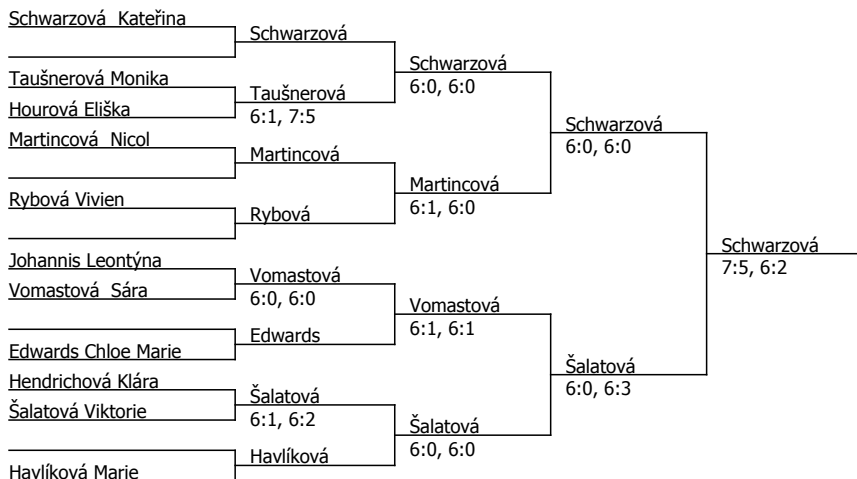 Schwarzová  Kateřina
Taušnerová Monika
Hourová Eliška
Martincová  Nicol
Rybová Vivien
Johannis Leontýna
Vomastová  Sára
Edwards Chloe Marie
Hendrichová Klára
Šalatová Viktorie
Havlíková Marie
Schwarzová
Taušnerová
6:1, 7:5
Martincová
Rybová
Vomastová
6:0, 6:0
Edwards
Šalatová
6:1, 6:2
Havlíková
Schwarzová
6:0, 6:0
Martincová
6:1, 6:0
Vomastová
6:1, 6:1
Šalatová
6:0, 6:0
Schwarzová
6:0, 6:0
Šalatová
6:0, 6:3
Schwarzová
7:5, 6:2